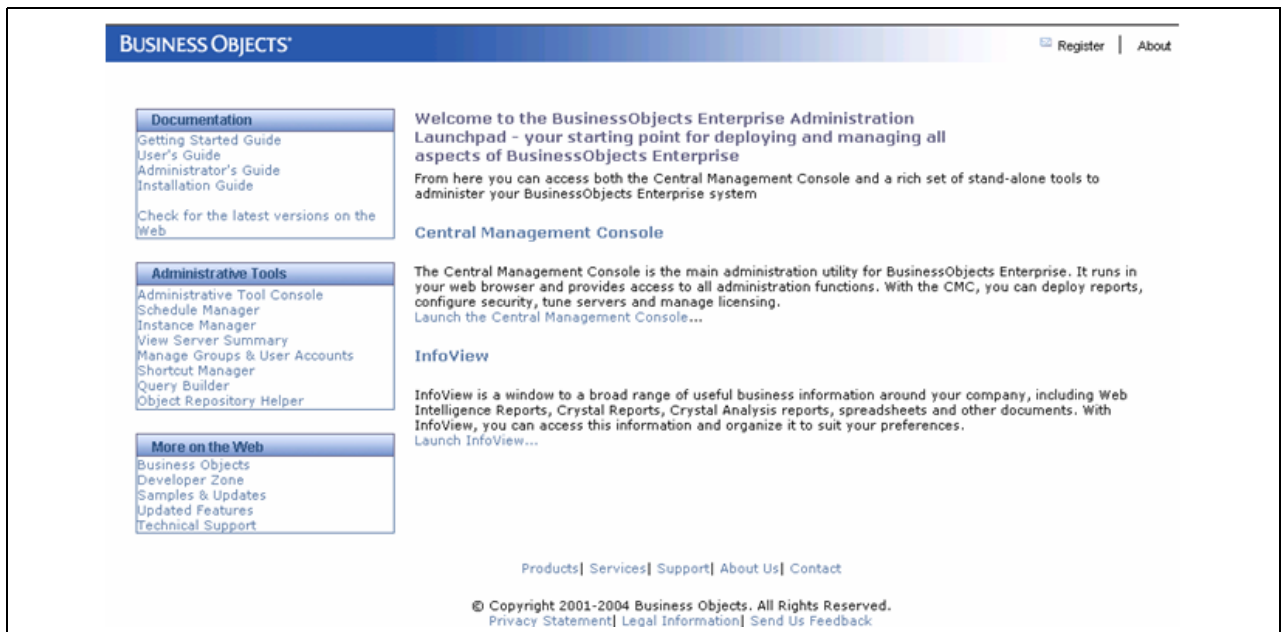 BUSINESS OBJECTS
Register | About
Documentation
Getting Started Guide
User's Guide
Administrator's Guide
Installation Guide
Check for the latest versions on the
Web
Administrative Tools
Administrative Tool Console
Schedule Manager
Instance Manager
View Server Summary
Manage Groups & User Accounts
Shortcut Manager
Query Builder
Object Repository Helper
More on the Web
Business Objects
Developer Zone
Samples & Updates
Updated Features
Technical Support
Welcome to the BusinessObjects Enterprise Administration
Launchpad - your starting point for deploying and managing all
aspects of BusinessObjects Enterprise
From here you can access both the Central Management Console and a rich set of stand-alone tools to
administer your BusinessObjects Enterprise system
Central Management Console
The Central Management Console is the main administration utility for BusinessObjects Enterprise. It runs in
your web browser and provides access to all administration functions. With the CMC, you can deploy reports,
configure security, tune servers and manage licensing.
Launch the Central Management Console...
InfoView
InfoView is a window to a broad range of useful business information around your company, including Web
Intelligence Reports, Crystal Reports, Crystal Analysis reports, spreadsheets and other documents. With
InfoView, you can access this information and organize it to suit your preferences.
Launch InfoView...
Products| Services| Support| About Us| Contact
© Copyright 2001-2004 Business Objects. All Rights Reserved.
Privacy Statement| Legal Information| Send Us Feedback